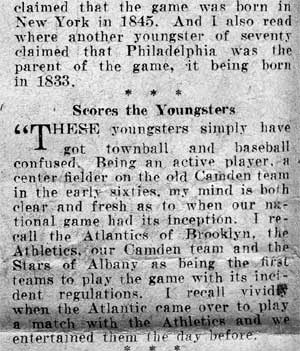 claimed that the game was born in
New York in 1845. And I also read
where another youngster of seventy
claimed that Philadelphia was the
parent of the game, it being born
in 1833.
* * *
Scores the Youngsters
"THESE youngsters simply have
got townball and baseball
confused. Being an active player, a
center fielder on the old Camden team
in the early sixties, my mind is both
clear and fresh as to when our na-
tional game had its inception. I re-
call the Atlantics of Brooklyn, the
Athletics, our Camden team and the
Stars of Albany as being the first
teams to play the game with its inci-
dent regulations. I recall vividly
when the Atlantic came over to play
a match with the Athletics and we
entertained them the day before.
* * *